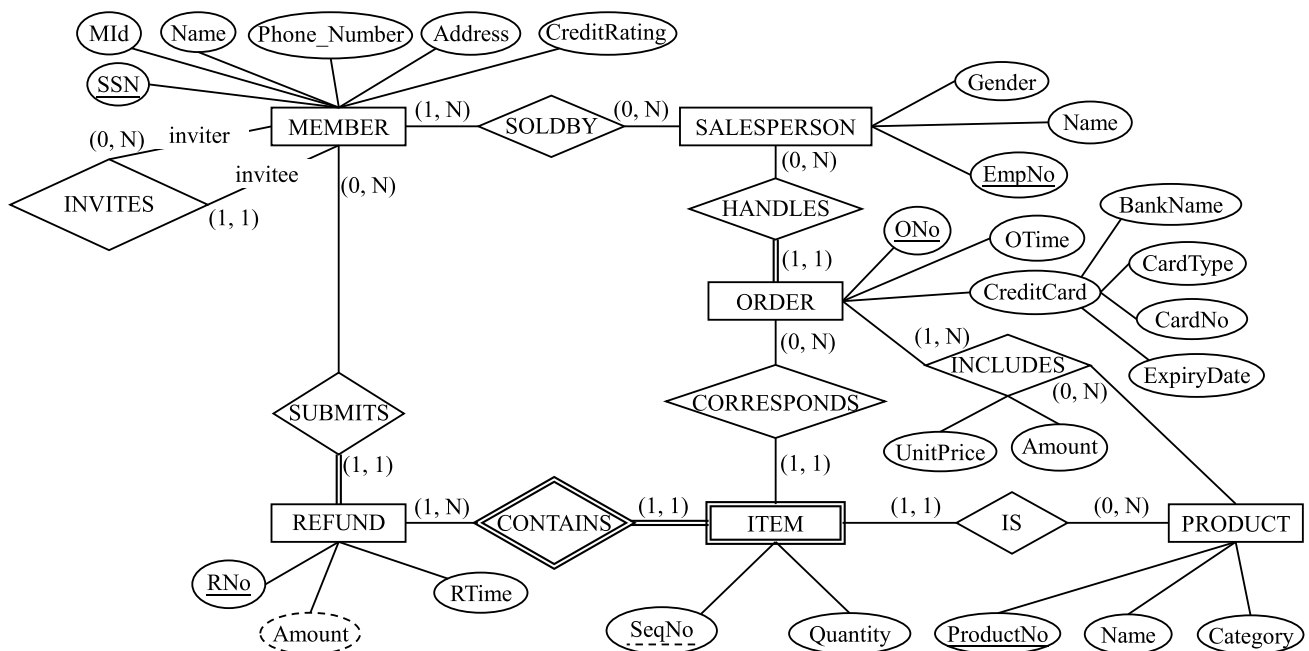 MId
Name
Phone_Number
Address
CreditRating
SSN
MEMBER
(1, N)
SOLDBY
(0, N)
SALESPERSON
Gender
Name
EmpNo
(0, N)
inviter
invitee
INVITES
(1, 1)
(0, N)
(0, N)
HANDLES
(1, 1)
ONo
OTime
BankName
CardType
CreditCard
CardNo
ExpiryDate
ORDER
(0, N)
(1, N)
INCLUDES
(0, N)
UnitPrice
Amount
CORRESPONDS
(1, 1)
SUBMITS
(1, 1)
REFUND
(1, N)
CONTAINS
(1, 1)
ITEM
(1, 1)
IS
(0, N)
PRODUCT
RNo
Amount
RTime
SeqNo
Quantity
ProductNo
Name
Category